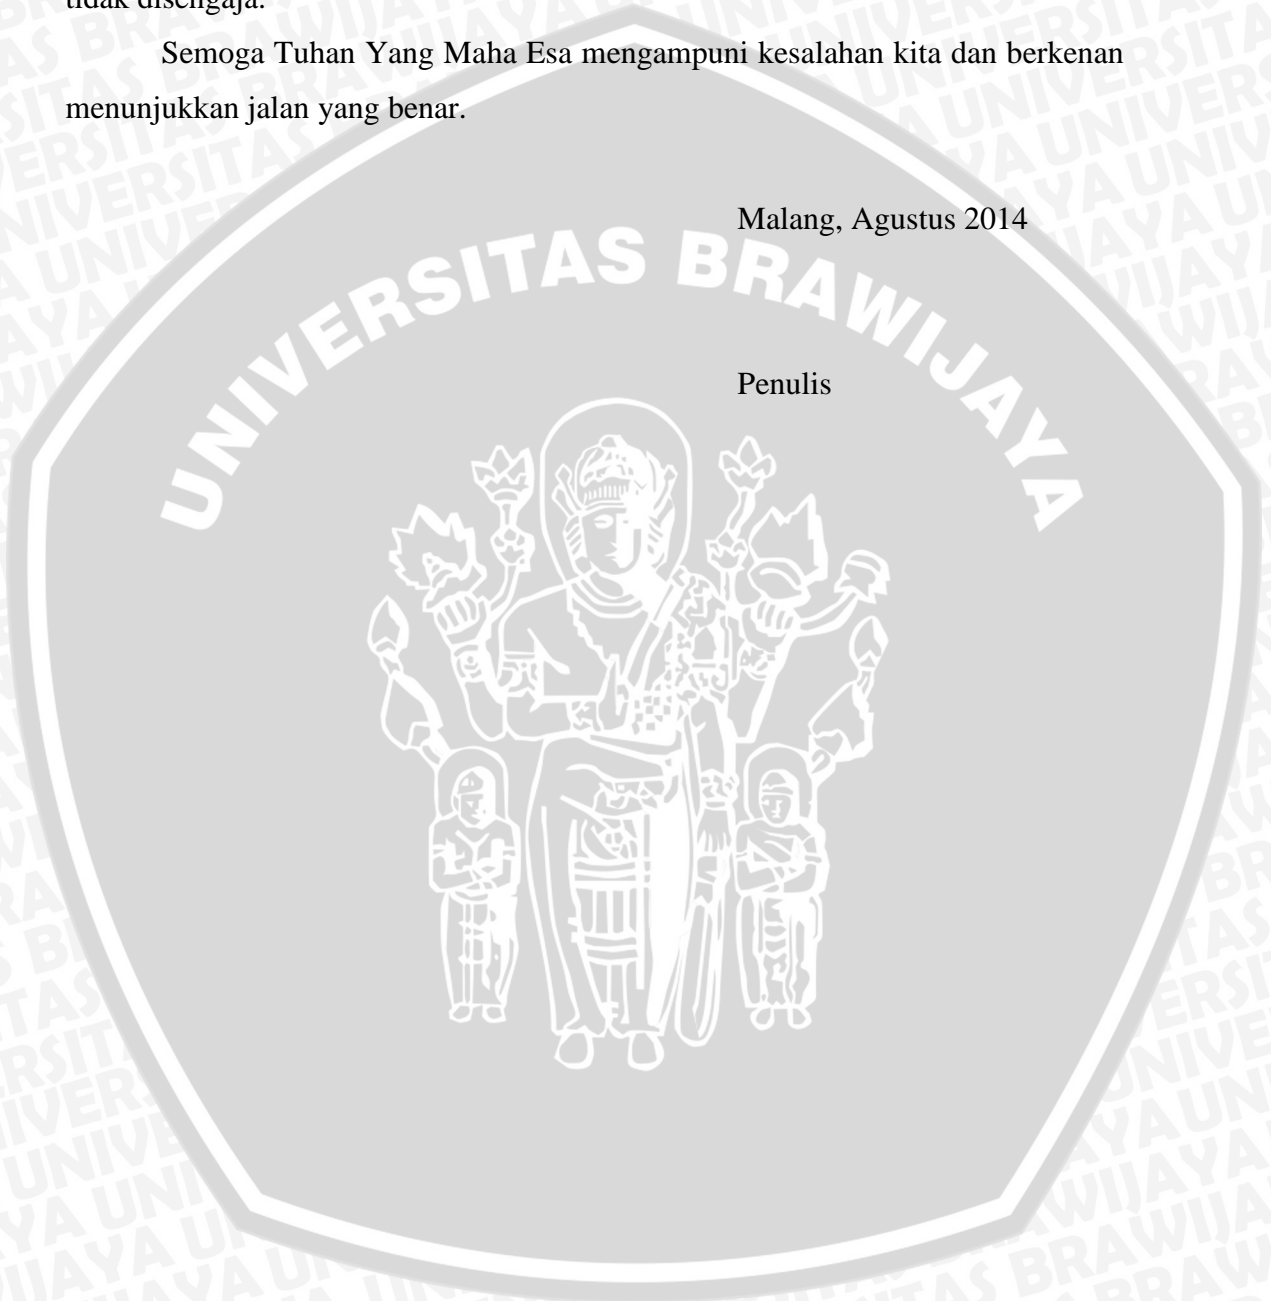 tidak disengaja.
Semoga Tuhan Yang Maha Esa mengampuni kesalahan kita dan berkenan
menunjukkan jalan yang benar.
Malang, Agustus 2014
UNIVERSITAS BRAWIJAYA
Penulis